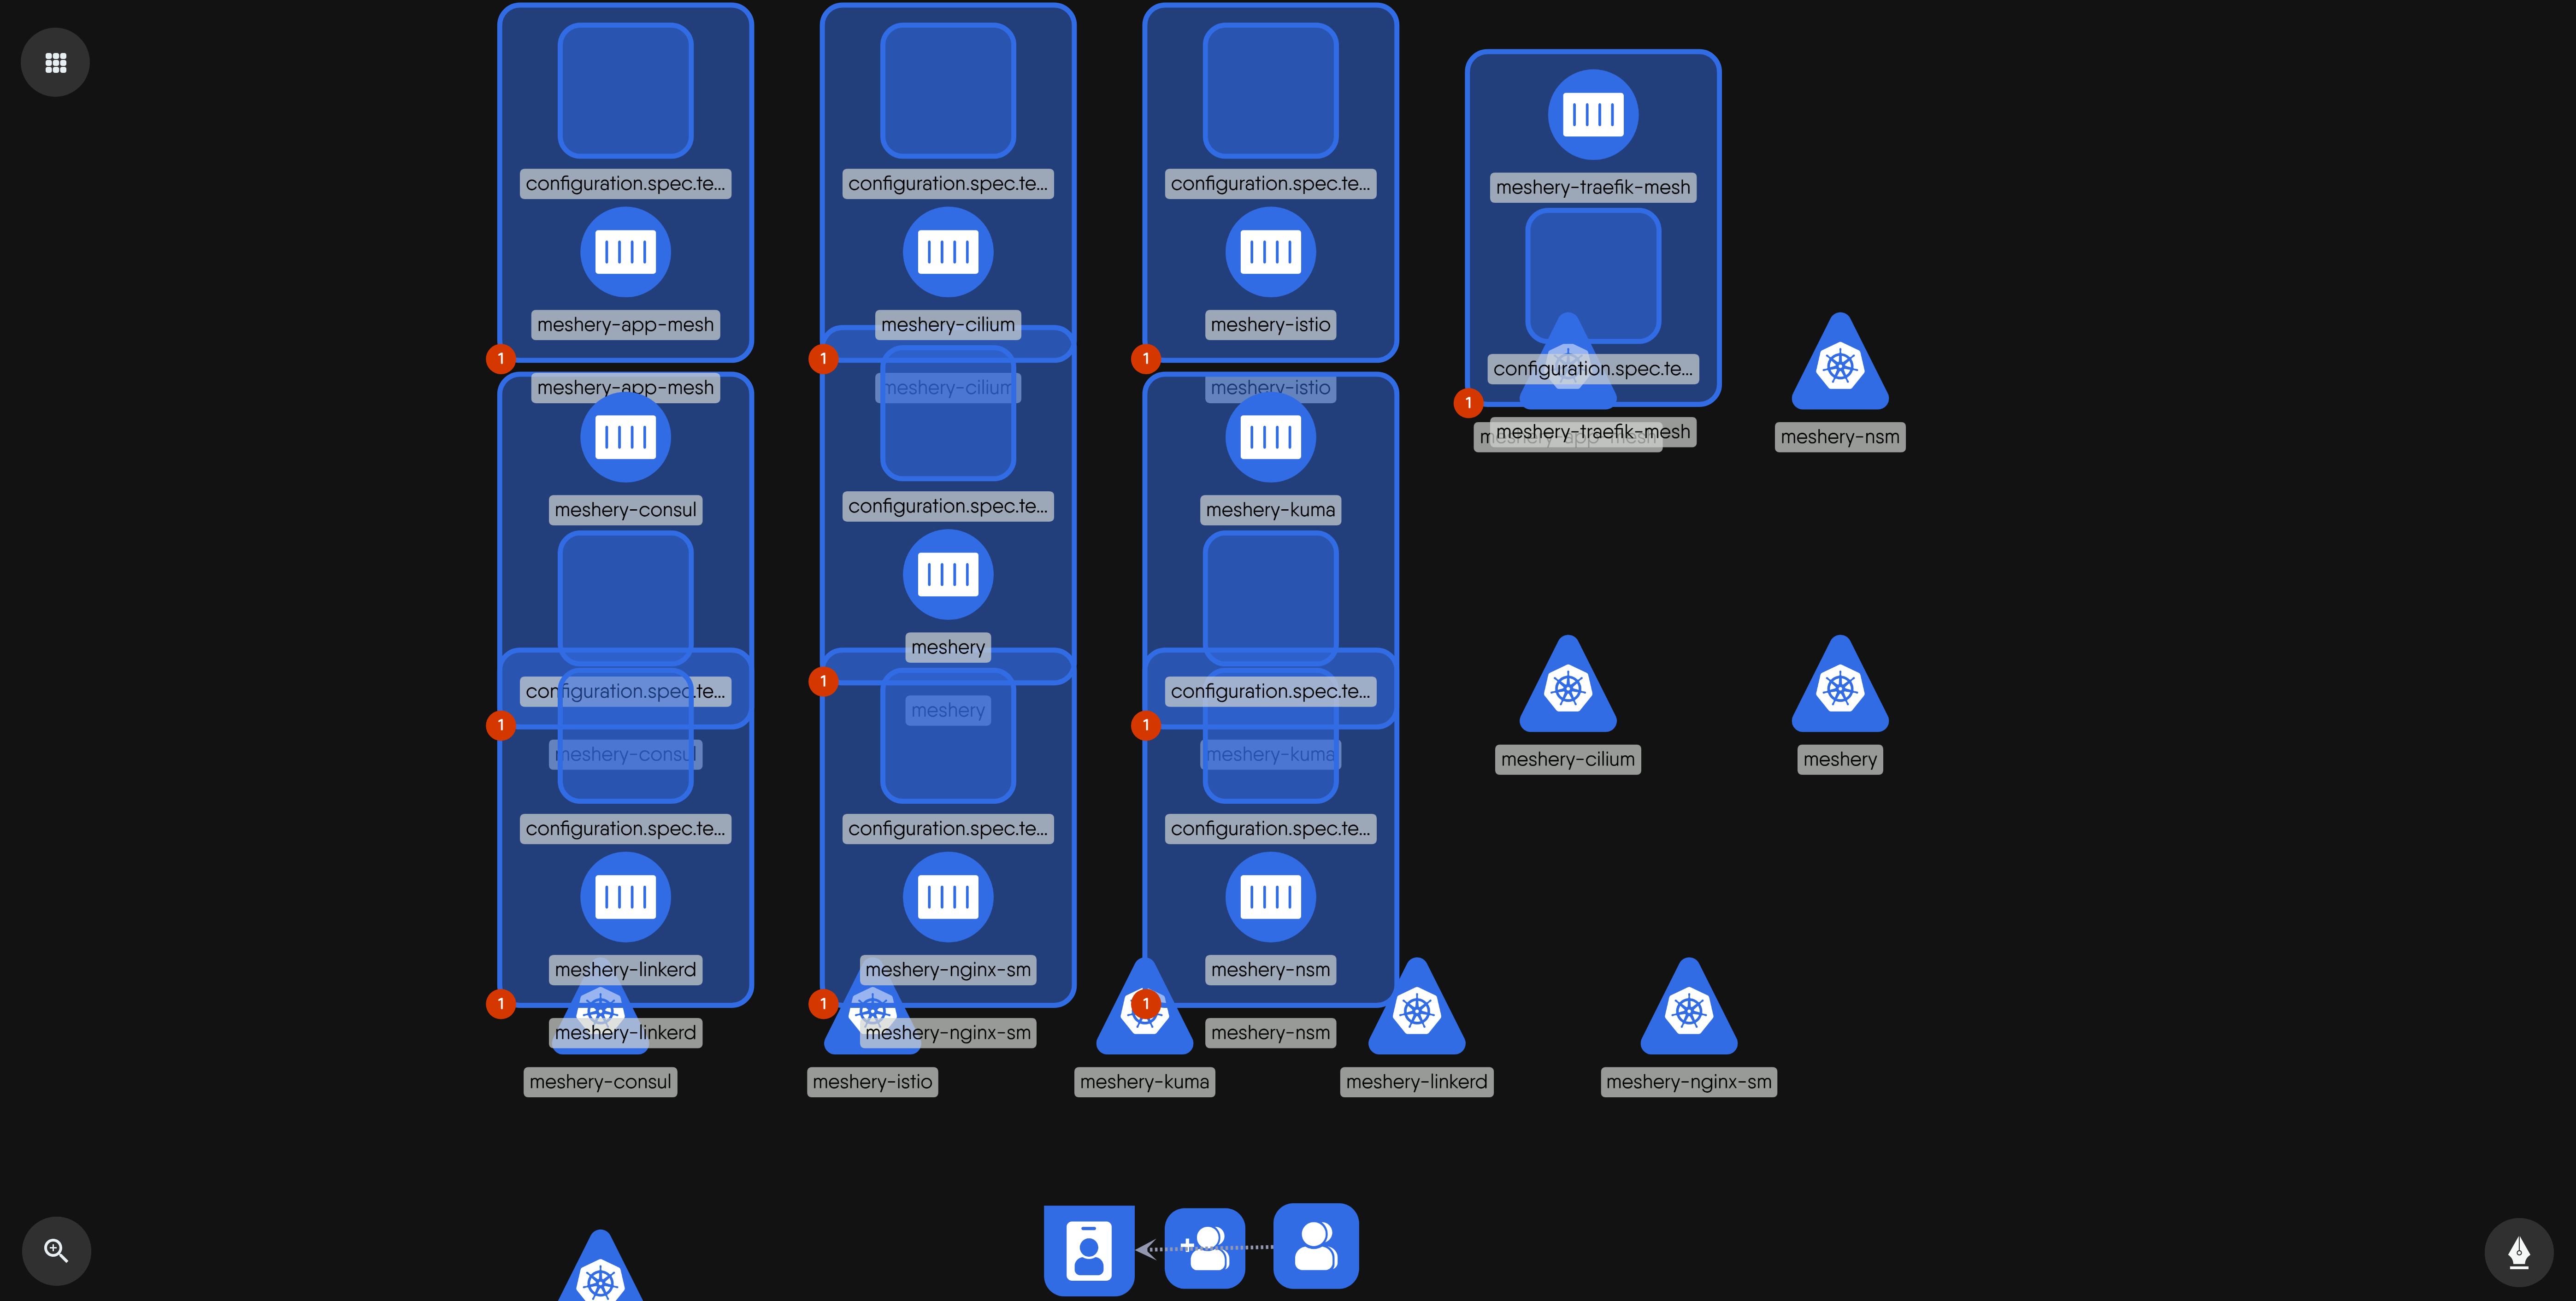 configuration.spec.te...
configuration.spec.te...
configuration.spec.te...
meshery-traefik-mesh
meshery-app-mesh
meshery-cilium
meshery-istio
configuration.spec.te...
1
1
1
meshery-app-mesh
meshery-cilium
meshery-istio
1
meshery-app-mesh
meshery-traefik-mesh
meshery-nsm
meshery-consul
configuration.spec.te...
meshery-kuma
meshery
1
configuration.spec.te...
configuration.spec.te...
meshery
1
1
meshery-consul
meshery-kuma
meshery-cilium
meshery
configuration.spec.te...
configuration.spec.te...
configuration.spec.te...
meshery-linkerd
meshery-nginx-sm
meshery-nsm
1
1
1
meshery-linkerd
meshery-nginx-sm
meshery-nsm
meshery-consul
meshery-istio
meshery-kuma
meshery-linkerd
meshery-nginx-sm